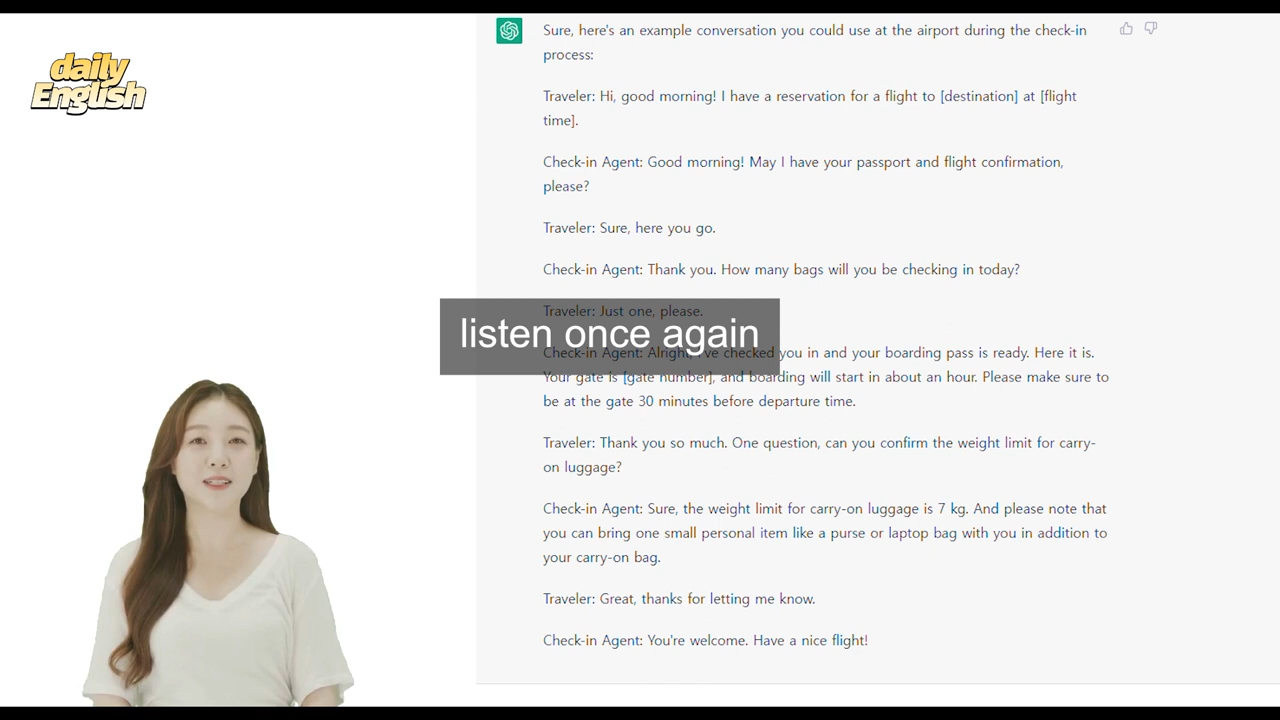 daily
English
Sure, here's an example conversation you could use at the airport during the check-in
process:
Traveler: Hi, good morning! I have a reservation for a flight to [destination] at [flight
time].
Check-in Agent: Good morning! May I have your passport and flight confirmation,
please?
Traveler: Sure, here you go.
Check-in Agent: Thank you. How many bags will you be checking in today?
Traveler: Just one, please.
listen once again
Check-in Agent: Alright, I've checked you in and your boarding pass is ready. Here it is.
Your gate is [gate number], and boarding will start in about an hour. Please make sure to
be at the gate 30 minutes before departure time.
Traveler: Thank you so much. One question, can you confirm the weight limit for carry-
on luggage?
Check-in Agent: Sure, the weight limit for carry-on luggage is 7 kg. And please note that
you can bring one small personal item like a purse or laptop bag with you in addition to
your carry-on bag.
Traveler: Great, thanks for letting me know.
Check-in Agent: You're welcome. Have a nice flight!